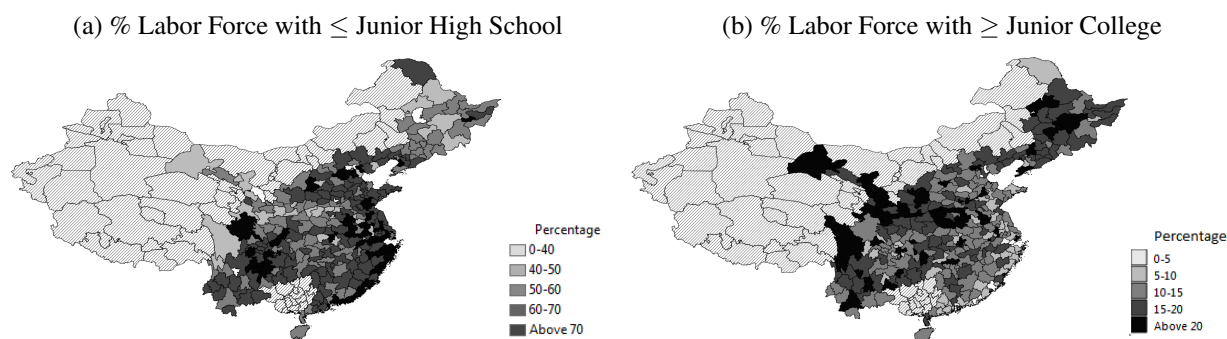 (a) % Labor Force with ≤ Junior High School
(b) % Labor Force with ≥ Junior College
Percentage
0-40
40-50
50-60
60-70
Above 70
Percentage
0-5
5-10
10-15
15-20
Above 20